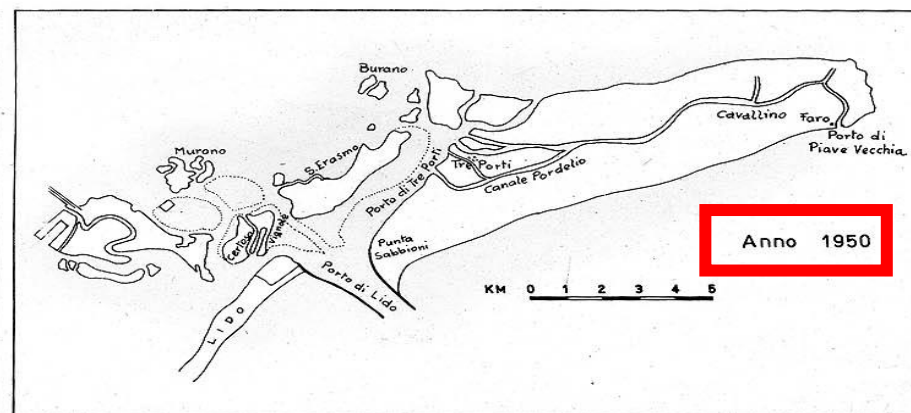 Burano
Murano
S. Erasmo
Cavallino
Faro
Porto di
Piave Vecchia
Tre Porti
Canale Pordelio
Porto di Tre Porti
Certosa
Vignole
Punta
Sabbioni
Porto di Lido
LIDO
Anno 1950
KM 0 1 2 3 4 5